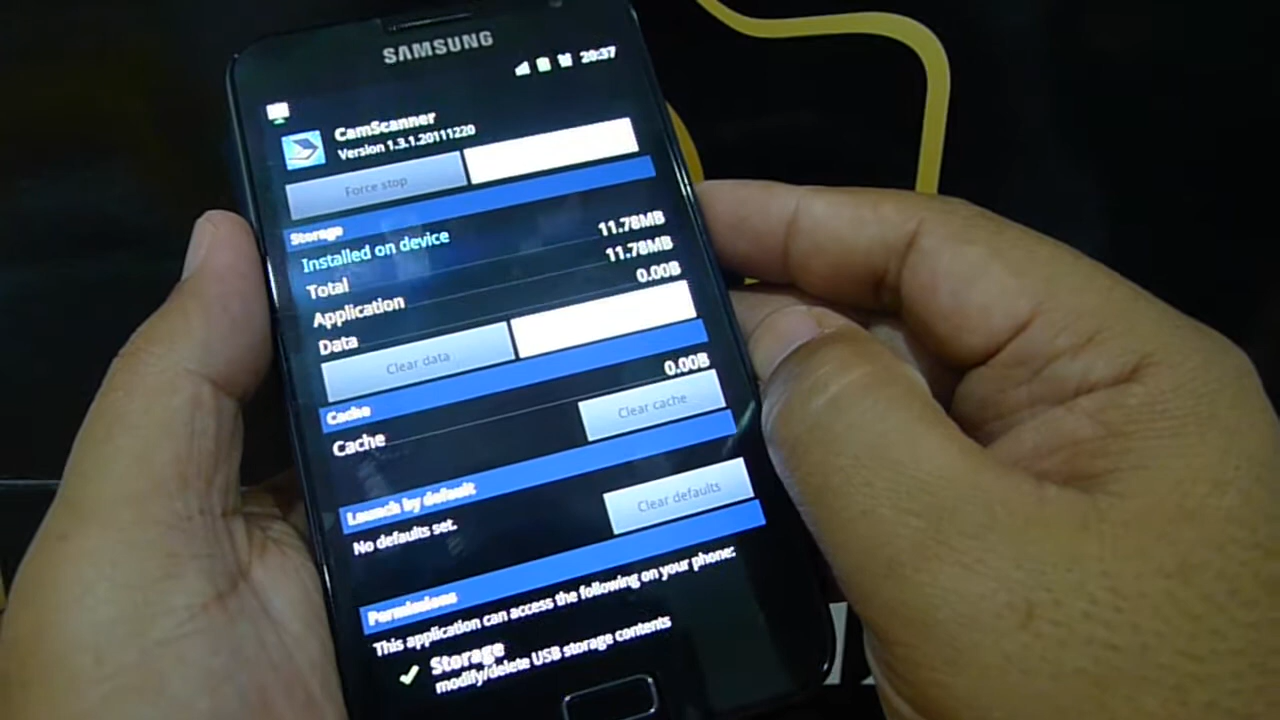 SAMSUNG
20:37
CamScanner
Version 1.3.1.20111220
Force stop
Storage
Installed on device
Total 11.78MB
Application 11.78MB
Data 0.00B
Clear data
Cache
Cache 0.00B
Clear cache
Launch by default
No defaults set.
Clear defaults
Permissions
This application can access the following on your phone:
Storage
modify/delete USB storage contents